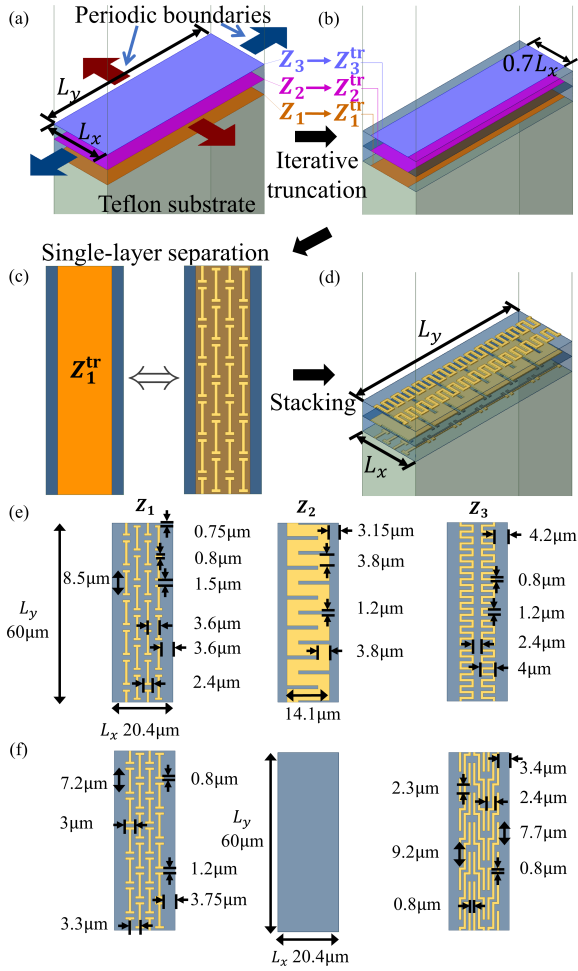 (a)
Periodic boundaries
(b)
L_y
L_x
Z_3 → Z_3^tr
Z_2 → Z_2^tr
Z_1 → Z_1^tr
0.7L_x
Iterative
truncation
Teflon substrate
Single-layer separation
(c)
Z_1^tr
(d)
Stacking
L_y
L_x
(e)
Z_1
Z_2
Z_3
L_y
60μm
8.5μm
0.75μm
0.8μm
1.5μm
3.6μm
3.6μm
2.4μm
L_x 20.4μm
3.15μm
3.8μm
1.2μm
3.8μm
14.1μm
4.2μm
0.8μm
1.2μm
2.4μm
4μm
(f)
7.2μm
3μm
3.3μm
0.8μm
1.2μm
3.75μm
L_y
60μm
L_x 20.4μm
2.3μm
9.2μm
0.8μm
3.4μm
2.4μm
7.7μm
0.8μm